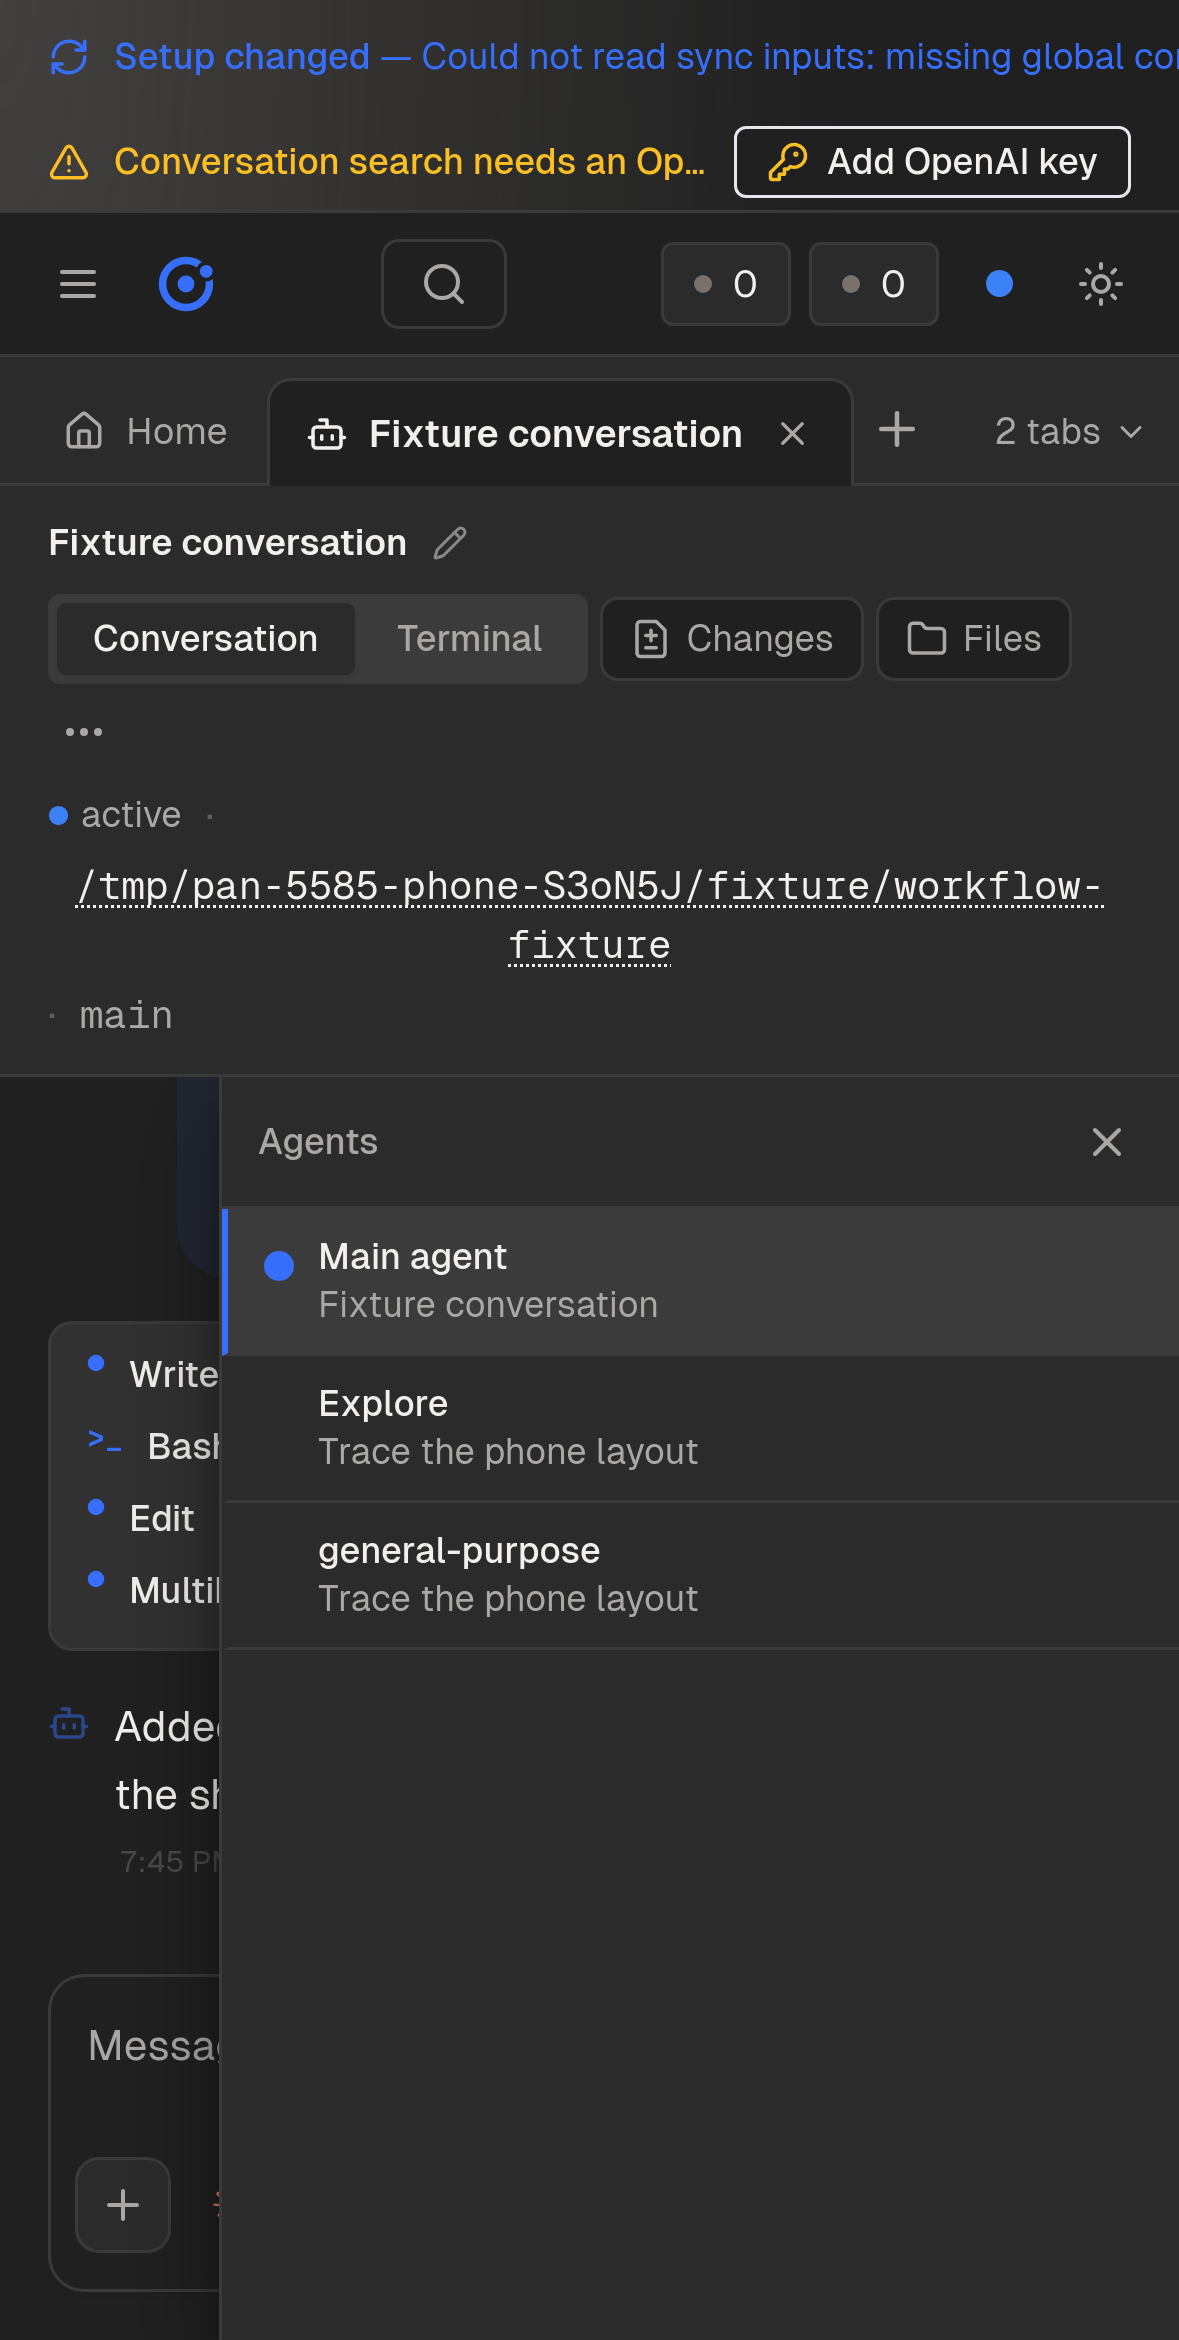 Setup changed — Could not read sync inputs: missing global
Conversation search needs an Op...
Add OpenAI key
0
0
Home
Fixture conversation
2 tabs
Fixture conversation
Conversation
Terminal
Changes
Files
active ·
/tmp/pan-5585-phone-S3oN5J/fixture/workflow-
fixture
· main
Agents
Main agent
Fixture conversation
Explore
Trace the phone layout
general-purpose
Trace the phone layout
Write
>_
Edit
the
7:45